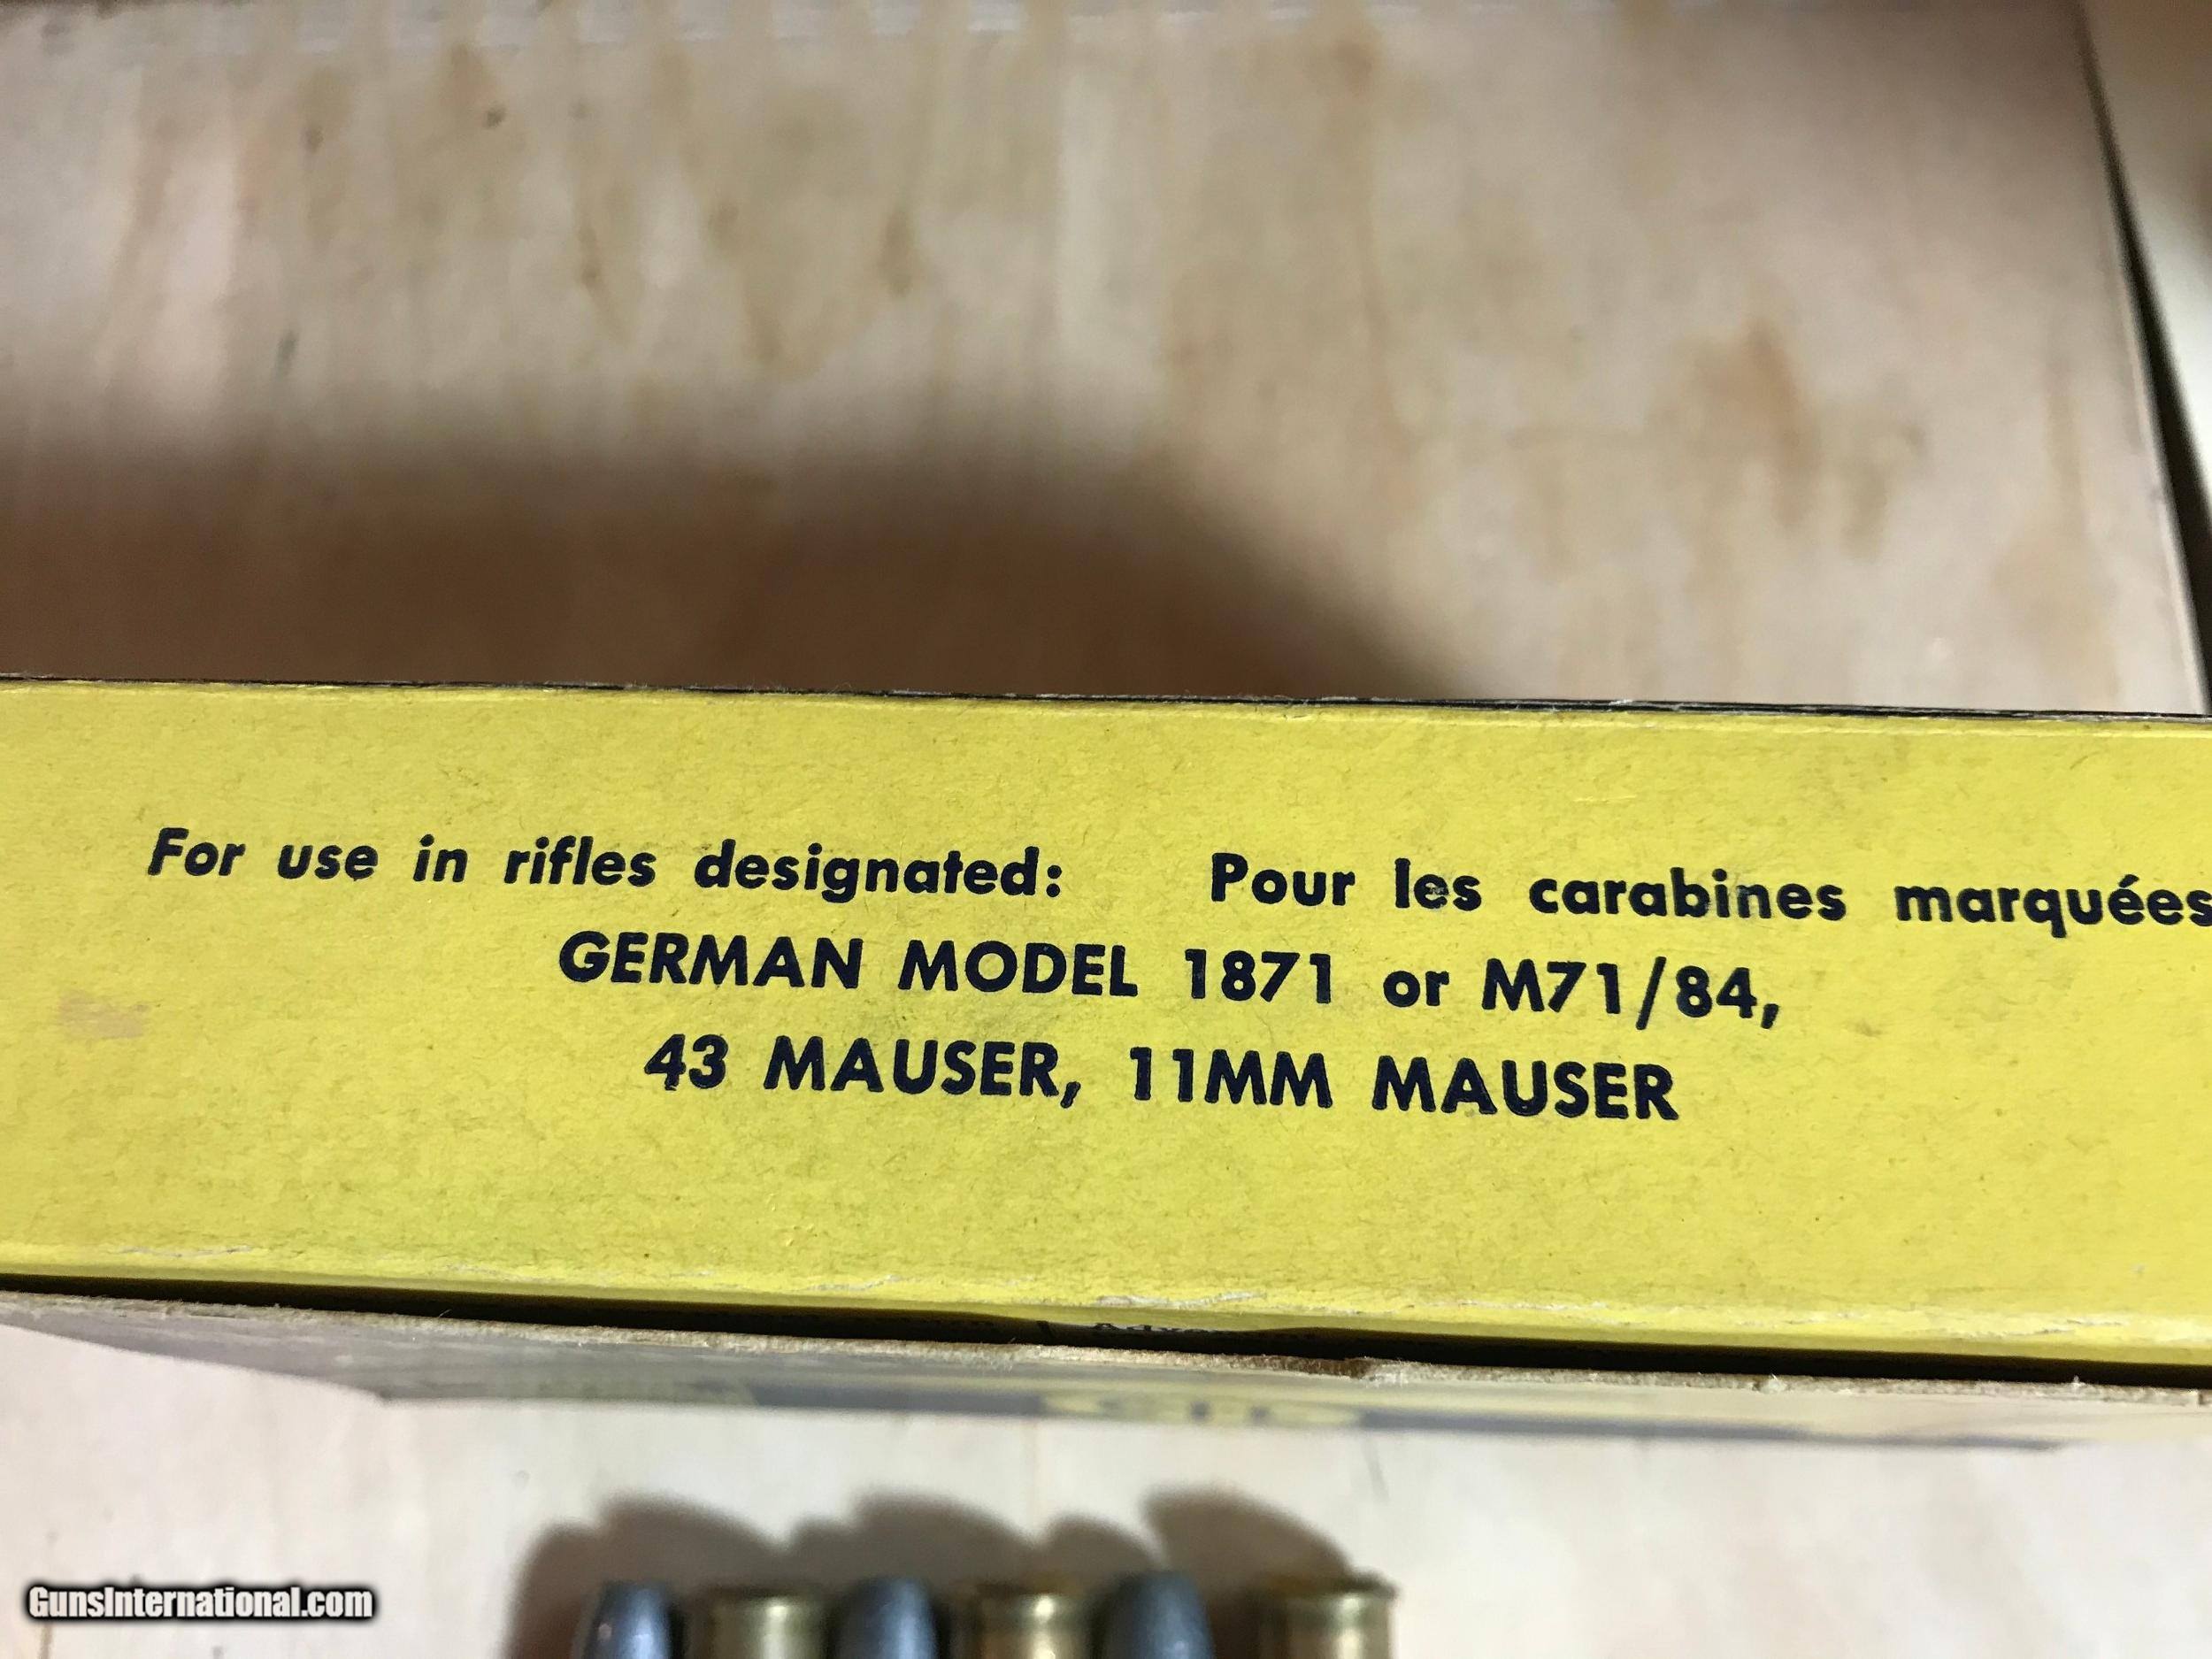 For use in rifles designated: Pour les carabines marquées
GERMAN MODEL 1871 or M71/84,
43 MAUSER, 11MM MAUSER
GunsInternational.com